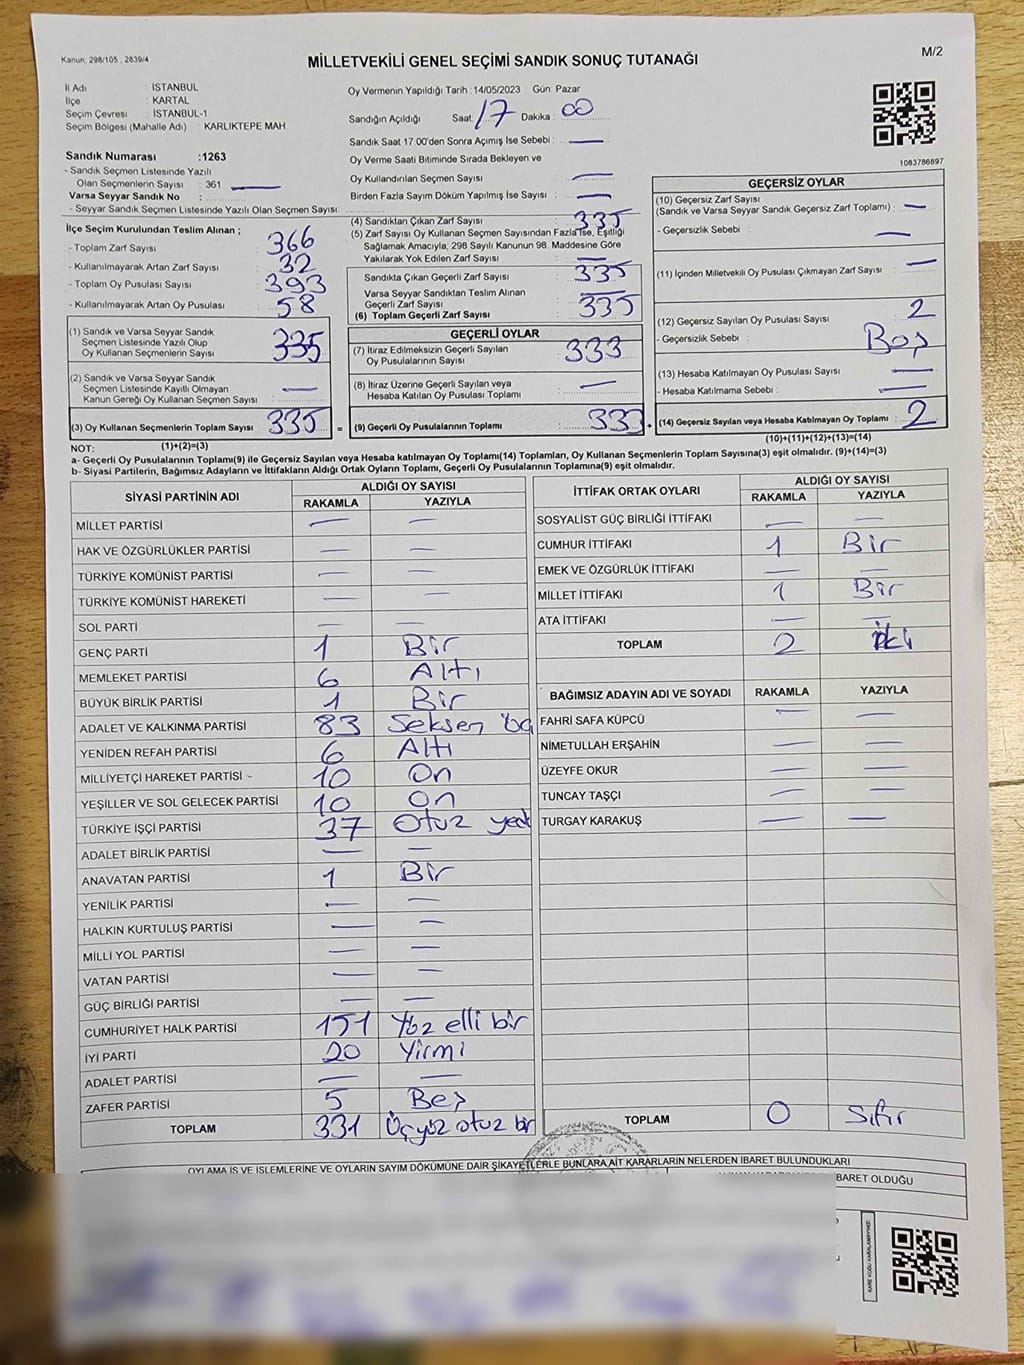 Kanun; 298/105 , 2839/4
MİLLETVEKİLİ GENEL SEÇİMİ SANDIK SONUÇ TUTANAĞI
M/2
İl Adı : İSTANBUL
İlçe : KARTAL
Seçim Çevresi : İSTANBUL-1
Seçim Bölgesi (Mahalle Adı) : KARLIKTEPE MAH.
Oy Vermenin Yapıldığı Tarih :14/05/2023 Gün: Pazar
Sandığın Açıldığı Saat: 17 Dakika : 00
Sandık Saat 17.00'den Sonra Açılmış İse Sebebi : —
Oy Verme Saati Bitiminde Sırada Bekleyen ve
Oy Kullandırılan Seçmen Sayısı : —
Birden Fazla Sayım Döküm Yapılmış İse Sayısı : —
1083786897
Sandık Numarası :1263
- Sandık Seçmen Listesinde Yazılı
Olan Seçmenlerin Sayısı : 361 —
Varsa Seyyar Sandık No :
- Seyyar Sandık Seçmen Listesinde Yazılı Olan Seçmen Sayısı:
İlçe Seçim Kurulundan Teslim Alınan ;
- Toplam Zarf Sayısı : 366
- Kullanılmayarak Artan Zarf Sayısı : 32
- Toplam Oy Pusulası Sayısı : 393
- Kullanılmayarak Artan Oy Pusulası : 58
(1) Sandık ve Varsa Seyyar Sandık
Seçmen Listesinde Yazılı Olup
Oy Kullanan Seçmenlerin Sayısı : 335
(2) Sandık ve Varsa Seyyar Sandık
Seçmen Listesinde Kayıtlı Olmayan
Kanun Gereği Oy Kullanan Seçmen Sayısı : —
(3) Oy Kullanan Seçmenlerin Toplam Sayısı : 335
(4) Sandıktan Çıkan Zarf Sayısı : 335
(5) Zarf Sayısı Oy Kullanan Seçmen Sayısından Fazla ise, Eşitliği
Sağlamak Amacıyla, 298 Sayılı Kanunun 98. Maddesine Göre
Yakılarak Yok Edilen Zarf Sayısı : —
Sandıkta Çıkan Geçerli Zarf Sayısı : 335
Varsa Seyyar Sandıktan Teslim Alınan
Geçerli Zarf Sayısı : —
(6) Toplam Geçerli Zarf Sayısı : 335
GEÇERLİ OYLAR
(7) İtiraz Edilmeksizin Geçerli Sayılan
Oy Pusulalarının Sayısı : 333
(8) İtiraz Üzerine Geçerli Sayılan veya
Hesaba Katılan Oy Pusulası Toplamı : —
= (9) Geçerli Oy Pusulalarının Toplamı : 333 +
GEÇERSİZ OYLAR
(10) Geçersiz Zarf Sayısı
(Sandık ve Varsa Seyyar Sandık Geçersiz Zarf Toplamı) : —
- Geçersizlik Sebebi : —
(11) İçinden Milletvekili Oy Pusulası Çıkmayan Zarf Sayısı : —
(12) Geçersiz Sayılan Oy Pusulası Sayısı : 2
- Geçersizlik Sebebi : Boş
(13) Hesaba Katılmayan Oy Pusulası Sayısı : —
- Hesaba Katılmama Sebebi : —
(14) Geçersiz Sayılan veya Hesaba Katılmayan Oy Toplamı : 2
NOT: (1)+(2)=(3)
(10)+(11)+(12)+(13)=(14)
a- Geçerli Oy Pusulasının Toplamı(9) ile Geçersiz Sayılan veya Hesaba katılmayan Oy Toplamı(14) Toplamları, Oy Kullanan Seçmenlerin Toplam Sayısına(3) eşit olmalıdır. (9)+(14)=(3)
b- Siyasi Partilerin, Bağımsız Adayların ve İttifakların Aldığı Ortak Oyların Toplamı, Geçerli Oy Pusulalarının Toplamına(9) eşit olmalıdır.
SİYASİ PARTİNİN ADI
ALDIĞI OY SAYISI
RAKAMLA YAZIYLA
MİLLET PARTİSİ — —
HAK VE ÖZGÜRLÜKLER PARTİSİ — —
TÜRKİYE KOMÜNİST PARTİSİ — —
TÜRKİYE KOMÜNİST HAREKETİ — —
SOL PARTİ — —
GENÇ PARTİ 1 Bir
MEMLEKET PARTİSİ 6 Altı
BÜYÜK BİRLİK PARTİSİ 1 Bir
ADALET VE KALKINMA PARTİSİ 83 Seksen
YENİDEN REFAH PARTİSİ 6 Altı
MİLLİYETÇİ HAREKET PARTİSİ 10 On
YEŞİLLER VE SOL GELECEK PARTİSİ 10 On
TÜRKİYE İŞÇİ PARTİSİ 37 Otuz yedi
ADALET BİRLİK PARTİSİ — —
ANAVATAN PARTİSİ 1 Bir
YENİLİK PARTİSİ — —
HALKIN KURTULUŞ PARTİSİ — —
MİLLİ YOL PARTİSİ — —
VATAN PARTİSİ — —
GÜÇ BİRLİĞİ PARTİSİ — —
CUMHURİYET HALK PARTİSİ 151 Yüz elli bir
İYİ PARTİ 20 Yirmi
ADALET PARTİSİ — —
ZAFER PARTİSİ 5 Beş
TOPLAM 331 Üçyüz otuz bir
İTTİFAK ORTAK OYLARI
ALDIĞI OY SAYISI
RAKAMLA YAZIYLA
SOSYALİST GÜÇ BİRLİĞİ İTTİFAKI — —
CUMHUR İTTİFAKI 1 Bir
EMEK VE ÖZGÜRLÜK İTTİFAKI — —
MİLLET İTTİFAKI 1 Bir
ATA İTTİFAKI — —
TOPLAM 2 İki
BAĞIMSIZ ADAYIN ADI VE SOYADI RAKAMLA YAZIYLA
FAHRİ SAFA KÜPCÜ — —
NİMETULLAH ERŞAHİN — —
ÜZEYFE OKUR — —
TUNCAY TAŞÇI — —
TURGAY KARAKUŞ — —
TOPLAM 0 Sıfır
OYLAMA İŞ VE İŞLEMLERİNE VE OYLARIN SAYIM DÖKÜMÜNE DAİR ŞİKAYETLERLE BUNLARA AİT KARARLARIN NELERDEN İBARET BULUNDUKLARI
BARET OLDUĞU
KARE KODU KARALAMAYINIZ!